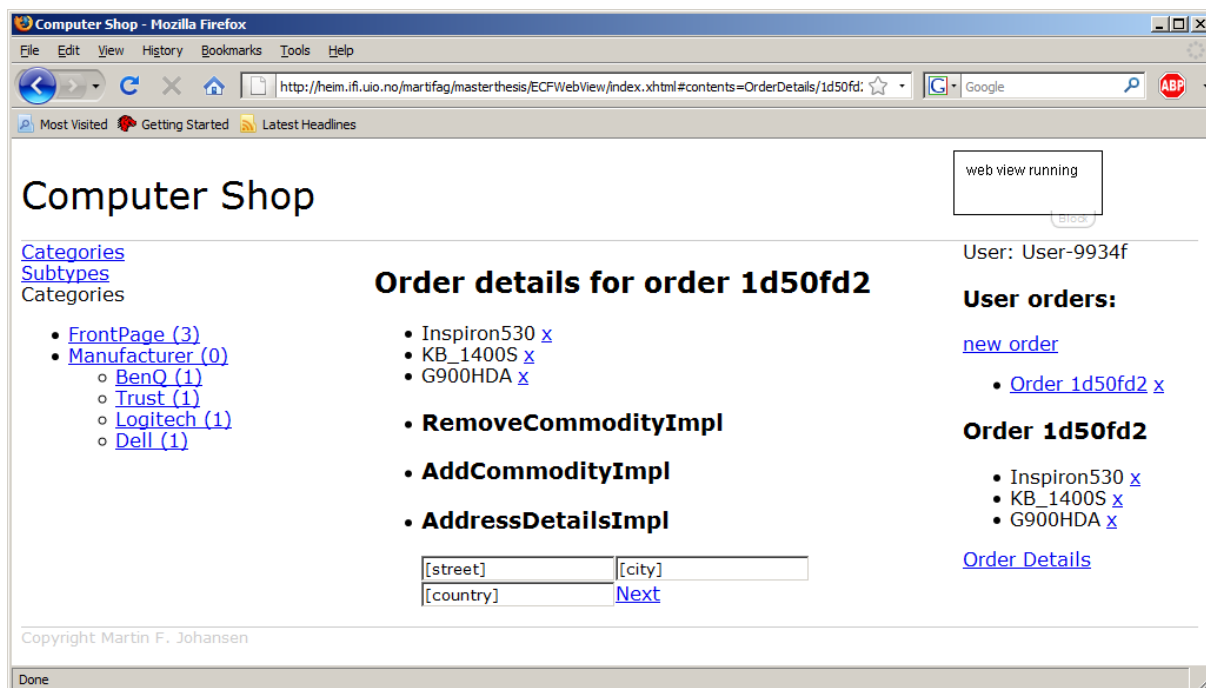 Computer Shop - Mozilla Firefox
File Edit View History Bookmarks Tools Help
http://heim.ifi.uio.no/martifag/masterthesis/ECFWebView/index.xhtml#contents=OrderDetails/1d50fd:
G Google
ABP
Most Visited Getting Started Latest Headlines
Computer Shop
web view running
Block
Categories
Subtypes
Categories
FrontPage (3)
Manufacturer (0)
BenQ (1)
Trust (1)
Logitech (1)
Dell (1)
Order details for order 1d50fd2
Inspiron530 x
KB_1400S x
G900HDA x
RemoveCommodityImpl
AddCommodityImpl
AddressDetailsImpl
[street] [city]
[country] Next
User: User-9934f
User orders:
new order
Order 1d50fd2 x
Order 1d50fd2
Inspiron530 x
KB_1400S x
G900HDA x
Order Details
Copyright Martin F. Johansen
Done